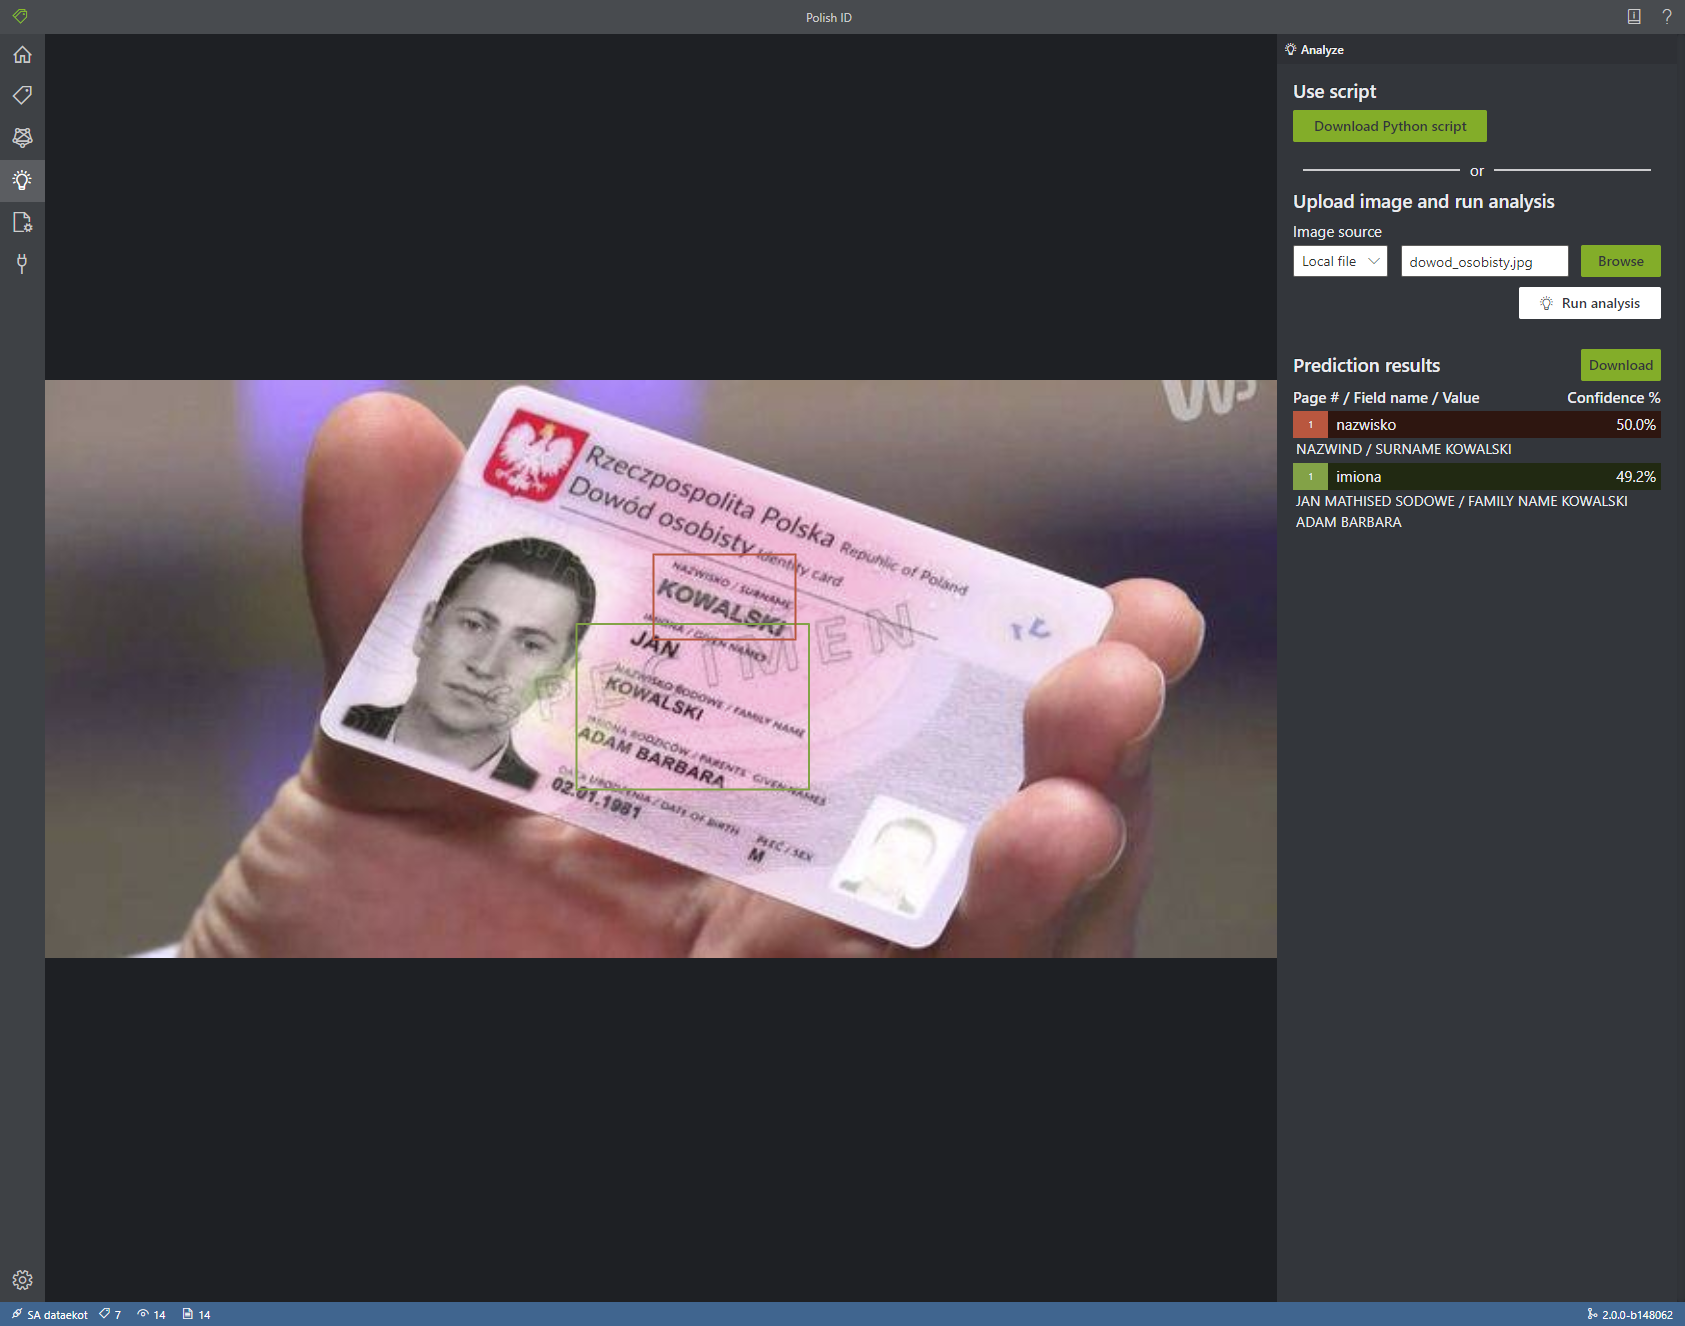 Polish ID
Analyze
Use script
Download Python script
or
Upload image and run analysis
Image source
Local file
dowod_osobisty.jpg
Browse
Run analysis
Prediction results
Download
Page # / Field name / Value
Confidence %
1 nazwisko 50.0%
NAZWIND / SURNAME KOWALSKI
1 imiona 49.2%
JAN MATHISED SODOWE / FAMILY NAME KOWALSKI
ADAM BARBARA
Rzeczpospolita Polska Republic of Poland
Dowód osobisty Identity card
NAZWISKO / SURNAME
KOWALSKI
IMIONA / GIVEN NAMES
JAN
NAZWISKO RODOWE / FAMILY NAME
KOWALSKI
IMIONA RODZICÓW / PARENTS' GIVEN NAMES
ADAM BARBARA
DATA URODZENIA / DATE OF BIRTH
02.01.1981
PŁEĆ / SEX
M
SPECIMEN
SA dataekot
7
14
14
2.0.0-b148062